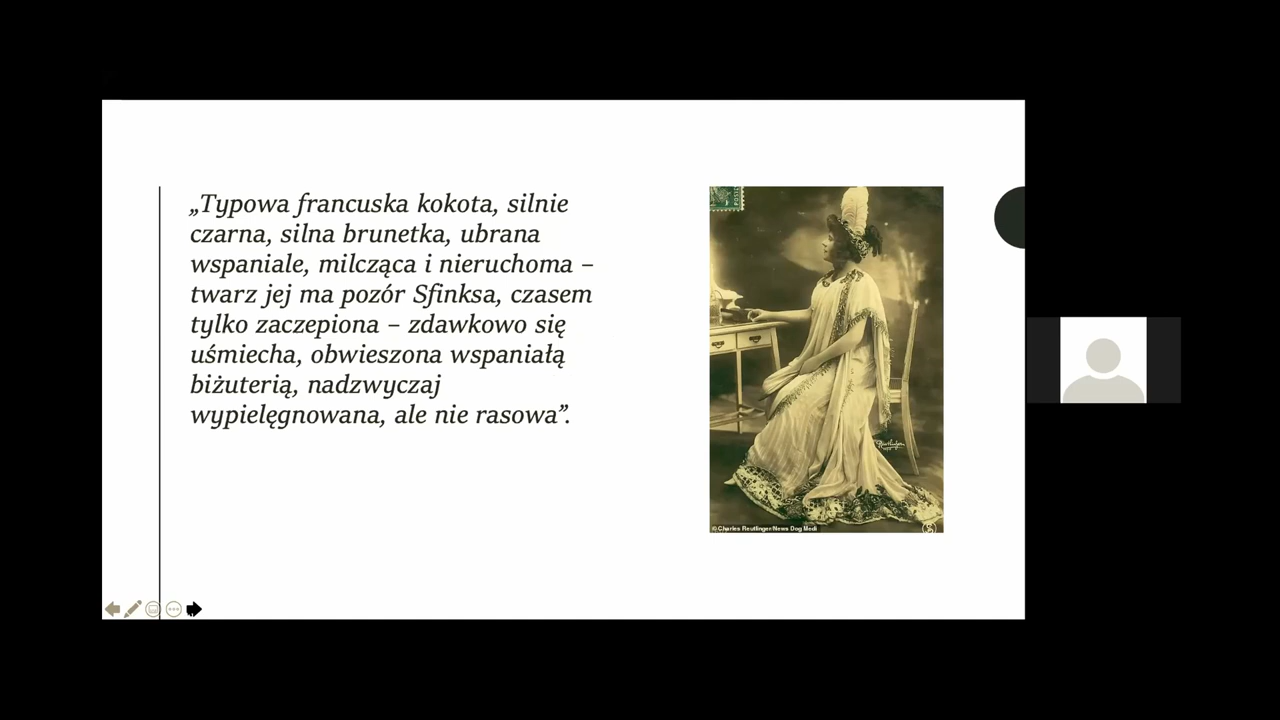 „Typowa francuska kokota, silnie
czarna, silna brunetka, ubrana
wspaniale, milcząca i nieruchoma –
twarz jej ma pozór Sfinksa, czasem
tylko zaczepiona – zdawkowo się
uśmiecha, obwieszona wspaniałą
biżuterią, nadzwyczaj
wypielęgnowana, ale nie rasowa”.
© Charles Reutlinger/News Dog Medi